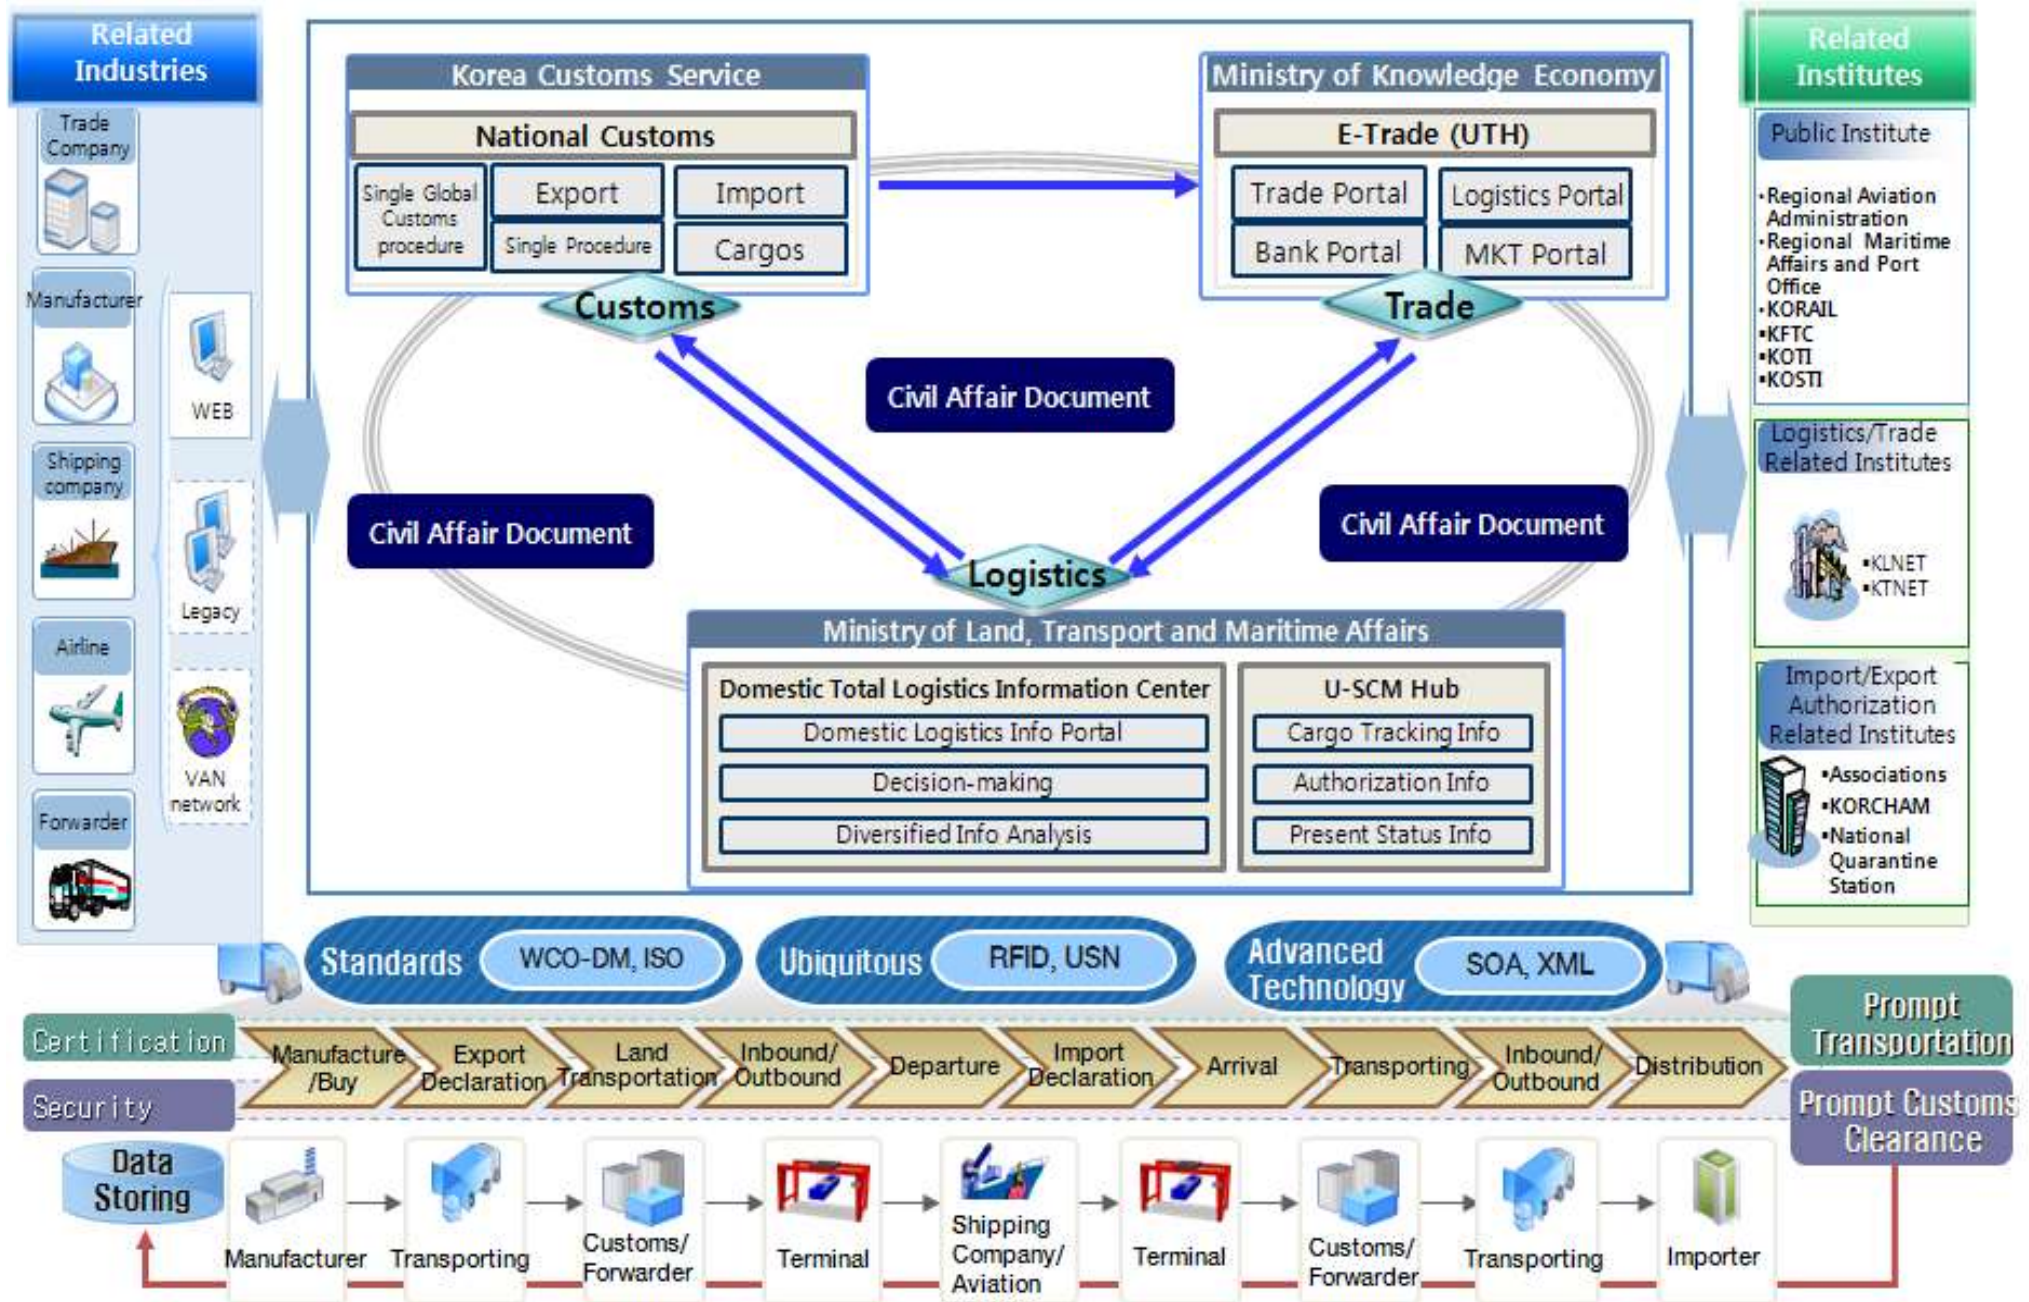 Related
Industries
Trade
Company
Manufacturer
Shipping
company
Airline
Forwarder
WEB
Legacy
VAN
network
Korea Customs Service
National Customs
Single Global
Customs
procedure
Export
Import
Single Procedure
Cargos
Customs
Ministry of Knowledge Economy
E-Trade (UTH)
Trade Portal
Logistics Portal
Bank Portal
MKT Portal
Trade
Civil Affair Document
Civil Affair Document
Civil Affair Document
Logistics
Ministry of Land, Transport and Maritime Affairs
Domestic Total Logistics Information Center
Domestic Logistics Info Portal
Decision-making
Diversified Info Analysis
U-SCM Hub
Cargo Tracking Info
Authorization Info
Present Status Info
Related
Institutes
Public Institute
•Regional Aviation
Administration
•Regional Maritime
Affairs and Port
Office
•KORAIL
▪KFTC
▪KOTI
▪KOSTI
Logistics/Trade
Related Institutes
▪KLNET
▪KTNET
Import/Export
Authorization
Related Institutes
▪Associations
▪KORCHAM
▪National
Quarantine
Station
Standards
WCO-DM, ISO
Ubiquitous
RFID, USN
Advanced
Technology
SOA, XML
Certification
Security
Manufacture
/Buy
Export
Declaration
Land
Transportation
Inbound/
Outbound
Departure
Import
Declaration
Arrival
Transporting
Inbound/
Outbound
Distribution
Prompt
Transportation
Prompt Customs
Clearance
Data
Storing
Manufacturer
Transporting
Customs/
Forwarder
Terminal
Shipping
Company/
Aviation
Terminal
Customs/
Forwarder
Transporting
Importer